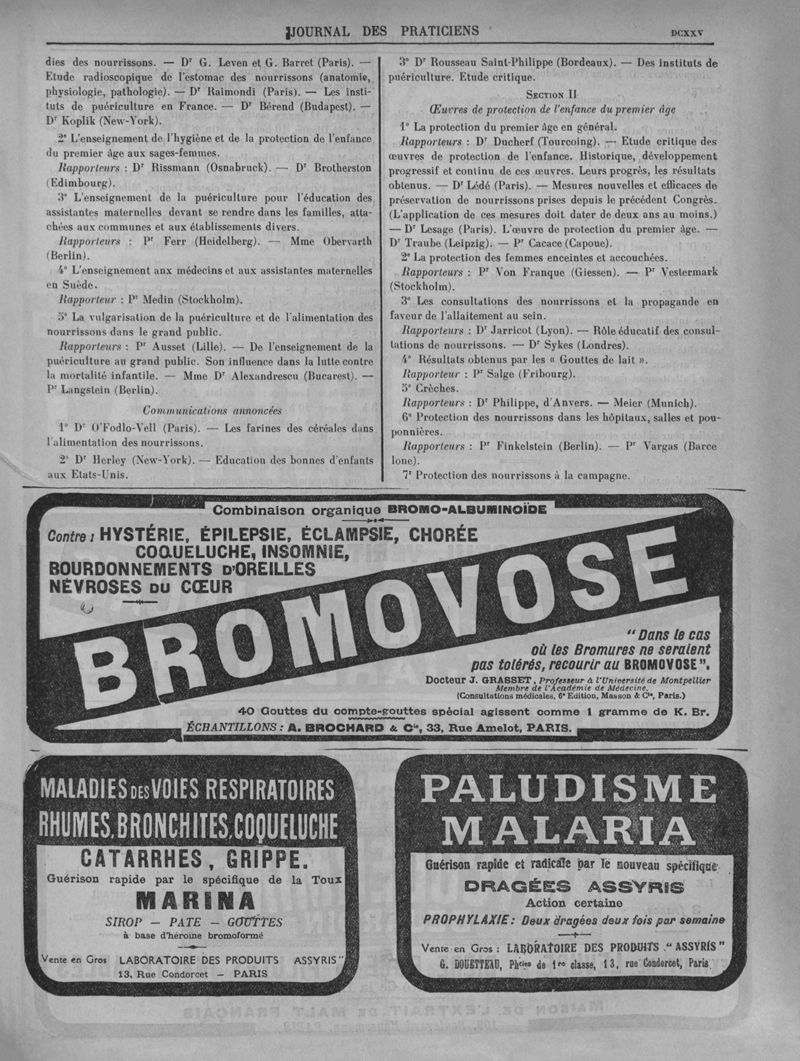 JOURNAL DES PRATICIENS
DCXXV
dies des nourrissons. — Dr G. Leven et G. Barret (Paris). —
Etude radioscopique de l'estomac des nourrissons (anatomie,
physiologie, pathologie). — Dr Raimondi (Paris). — Les insti-
tuts de puériculture en France. — Dr Bérend (Budapest). —
Dr Koplik (New-York).
2º L'enseignement de l'hygiène et de la protection de l'enfance
du premier âge aux sages-femmes.
Rapporteurs : Dr Rissmann (Osnabruck). — Dr Brotherston
(Edimbourg).
3º L'enseignement de la puériculture pour l'éducation des
assistantes maternelles devant se rendre dans les familles, atta-
chées aux communes et aux établissements divers.
Rapporteurs : Pr Ferr (Heidelberg). — Mme Obervarth
(Berlin).
4º L'enseignement anx médecins et aux assistantes maternelles
en Suède.
Rapporteur : Pr Medin (Stockholm).
5º La vulgarisation de la puériculture et de l'alimentation des
nourrissons dans le grand public.
Rapporteurs : Pr Ausset (Lille). — De l'enseignement de la
puériculture au grand public. Son influence dans la lutte contre
la mortalité infantile. — Mme Dr Alexandrescu (Bucarest). —
Pr Langstein (Berlin).
Communications annoncées
1º Dr O'Fodlo-Vell (Paris). — Les farines des céréales dans
l'alimentation des nourrissons.
2º Dr Herley (New-York). — Education des bonnes d'enfants
aux Etats-Unis.
3º Dr Rousseau Saint-Philippe (Bordeaux). — Des instituts de
puériculture. Etude critique.
SECTION II
Œuvres de protection de l'enfance du premier âge
1º La protection du premier âge en général.
Rapporteurs : Dr Ducherf (Tourcoing). — Etude critique des
œuvres de protection de l'enfance. Historique, développement
progressif et continu de ces œuvres. Leurs progrès, les résultats
obtenus. — Dr Lédé (Paris). — Mesures nouvelles et efficaces de
préservation de nourrissons prises depuis le précédent Congrès.
(L'application de ces mesures doit dater de deux ans au moins.)
— Dr Lesage (Paris). L'œuvre de protection du premier âge. —
Dr Traube (Leipzig). — Pr Cacace (Capoue).
2º La protection des femmes enceintes et accouchées.
Rapporteurs : Pr Von Franque (Giessen). — Pr Vestermark
(Stockholm).
3º Les consultations des nourrissons et la propagande en
faveur de l'allaitement au sein.
Rapporteurs : Dr Jarricot (Lyon). — Rôle éducatif des consul-
tations de nourrissons. — Dr Sykes (Londres).
4º Résultats obtenus par les « Gouttes de lait ».
Rapporteur : Pr Salge (Fribourg).
5º Crèches.
Rapporteurs : Dr Philippe, d'Anvers. — Meier (Munich).
6º Protection des nourrissons dans les hôpitaux, salles et pou-
ponnières.
Rapporteurs : Pr Finkelstein (Berlin). — Pr Vargas (Barce
lone).
7º Protection des nourrissons à la campagne.
Combinaison organique BROMO-ALBUMINOÏDE
Contre : HYSTÉRIE, ÉPILEPSIE, ÉCLAMPSIE, CHORÉE
COQUELUCHE, INSOMNIE,
BOURDONNEMENTS D'OREILLES
NÉVROSES DU CŒUR
BROMOVOSE
"Dans le cas
où les Bromures ne seraient
pas tolérés, recourir au BROMOVOSE".
Docteur J. GRASSET, Professeur à l'Université de Montpellier
Membre de l'Académie de Médecine.
(Consultations médicales, 6e Edition, Masson & Cie, Paris.)
40 Gouttes du compte-gouttes spécial agissent comme 1 gramme de K. Br.
ÉCHANTILLONS : A. BROCHARD & Cie, 33, Rue Amelot, PARIS.
MALADIES DES VOIES RESPIRATOIRES
RHUMES, BRONCHITES, COQUELUCHE
CATARRHES, GRIPPE.
Guérison rapide par le spécifique de la Toux
MARINA
SIROP — PATE — GOUTTES
à base d'héroine bromoformé
Vente en Gros LABORATOIRE DES PRODUITS ASSYRIS"
13, Rue Condorcet — PARIS
PALUDISME
MALARIA
Guérison rapide et radicale par le nouveau spécifique
DRAGÉES ASSYRIS
Action certaine
PROPHYLAXIE : Deux dragées deux fois par semaine
Vente en Gros : LABORATOIRE DES PRODUITS "ASSYRIS"
G. DOUETTEAU, Phcien de 1re classe, 13, rue Condorcet, Paris